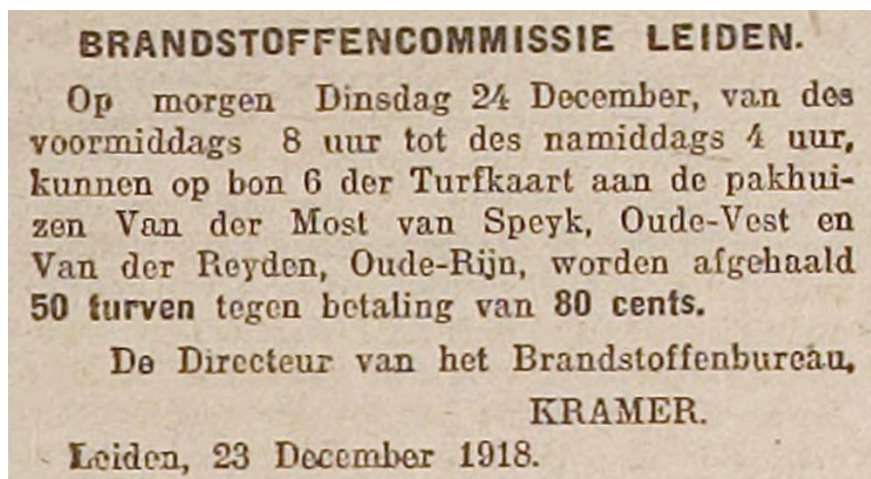 BRANDSTOFFENCOMMISSIE LEIDEN.
Op morgen Dinsdag 24 December, van des
voormiddags 8 uur tot des namiddags 4 uur,
kunnen op bon 6 der Turfkaart aan de pakhui-
zen Van der Most van Speyk, Oude-Vest en
Van der Reyden, Oude-Rijn, worden afgehaald
50 turven tegen betaling van 80 cents.
De Directeur van het Brandstoffenbureau,
KRAMER.
Leiden, 23 December 1918.